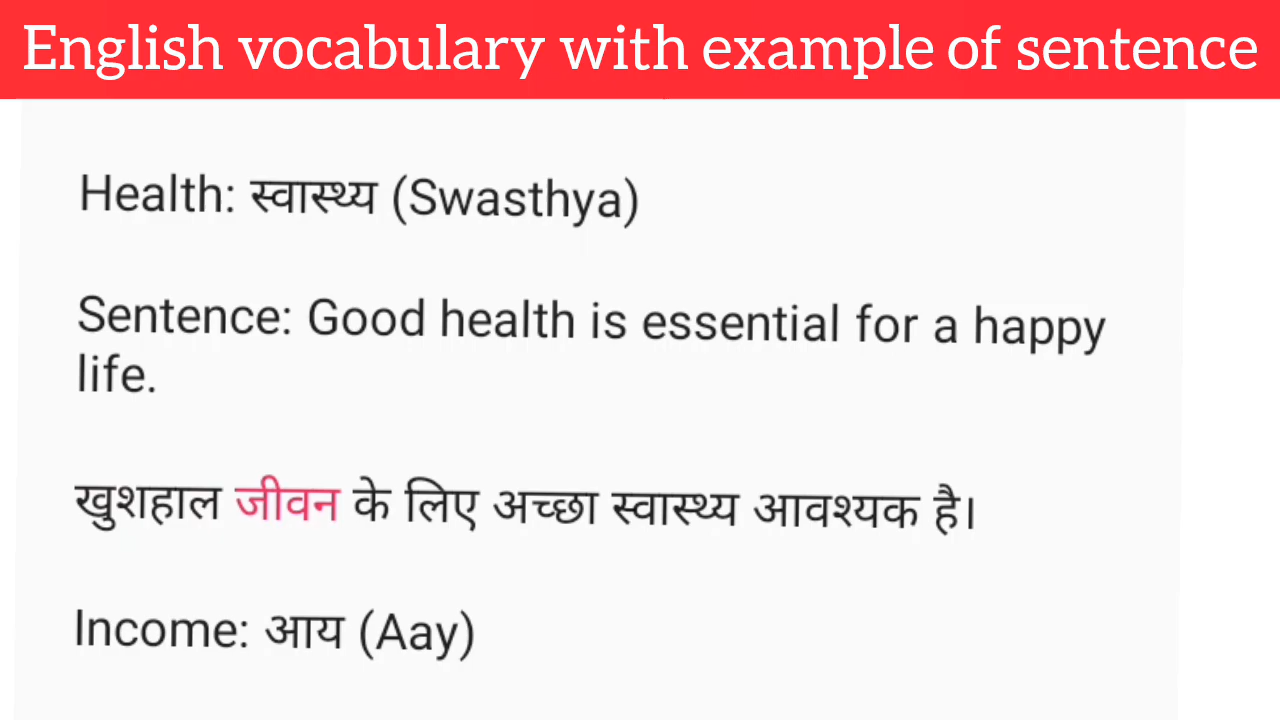 English vocabulary with example of sentence
Health: स्वास्थ्य (Swasthya)
Sentence: Good health is essential for a happy
life.
खुशहाल जीवन के लिए अच्छा स्वास्थ्य आवश्यक है।
Income: आय (Aay)